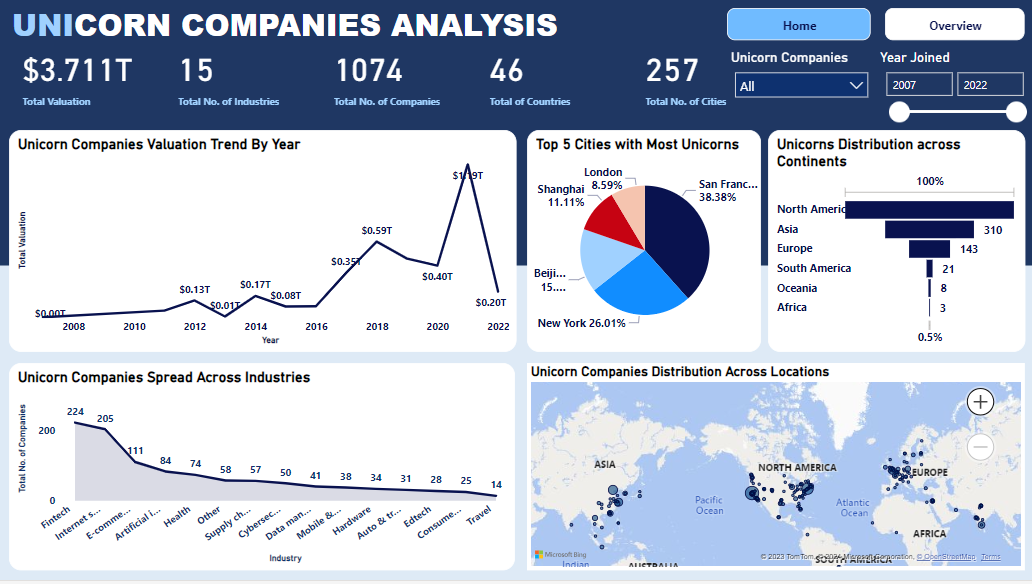 UNICORN COMPANIES ANALYSIS
Home
Overview
$3.711T
15
1074
46
257
Total Valuation
Total No. of Industries
Total No. of Companies
Total of Countries
Total No. of Cities
Unicorn Companies
All
Year Joined
2007
2022
Unicorn Companies Valuation Trend By Year
Total Valuation
$0.00T
$0.13T
$0.01T
$0.17T
$0.08T
$0.35T
$0.59T
$0.40T
$1.19T
$0.20T
2008
2010
2012
2014
2016
2018
2020
2022
Year
Top 5 Cities with Most Unicorns
London
8.59%
Shanghai
11.11%
San Franc...
38.38%
Beiji...
15....
New York 26.01%
Unicorns Distribution across
Continents
100%
North Americ
Asia
310
Europe
143
South America
21
Oceania
8
Africa
3
0.5%
Unicorn Companies Spread Across Industries
Total No. of Companies
200
0
224
205
111
84
74
58
57
50
41
38
34
31
28
25
14
Fintech
Internet s...
E-comme...
Artificial i...
Health
Other
Supply ch...
Cybersec...
Data man...
Mobile &...
Hardware
Auto & tr...
Edtech
Consume...
Travel
Industry
Unicorn Companies Distribution Across Locations
ASIA
NORTH AMERICA
EUROPE
Pacific
Ocean
Atlantic
Ocean
AFRICA
SOUTH AMERICA
AUSTRALIA
Indian
Microsoft Bing
© 2023 TomTom, © 2024 Microsoft Corporation, © OpenStreetMap Terms